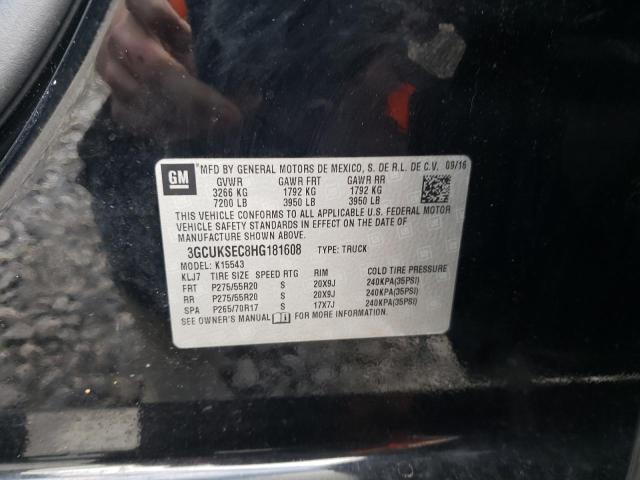 GM MFD BY GENERAL MOTORS DE MEXICO, S. DE R.L. DE C.V. 09/16
GVWR GAWR FRT GAWR RR
3266 KG 1792 KG 1792 KG
7200 LB 3950 LB 3950 LB
THIS VEHICLE CONFORMS TO ALL APPLICABLE U.S. FEDERAL MOTOR
VEHICLE SAFETY STANDARDS IN EFFECT ON THE DATE OF
MANUFACTURE SHOWN ABOVE.
3GCUKSEC8HG181608 TYPE: TRUCK
MODEL: K15543
KLJ7 TIRE SIZE SPEED RTG RIM COLD TIRE PRESSURE
FRT P275/55R20 S 20X9J 240KPA(35PSI)
RR P275/55R20 S 20X9J 240KPA(35PSI)
SPA P265/70R17 S 17X7J 240KPA(35PSI)
SEE OWNER'S MANUAL FOR MORE INFORMATION.